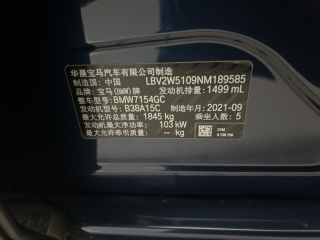 华晨宝马汽车有限公司制造
制造国：中国 LBV2W5109NM189585
品牌：宝马(BMW)牌 发动机排量：1499 mL
整车型号：BMW7154GC
发动机型号：B38A15C 制造年月：2021-09
最大允许总质量：1845 kg 乘坐人数：5
发动机最大净功率：103 kW
最大允许牵引质量：-- kg